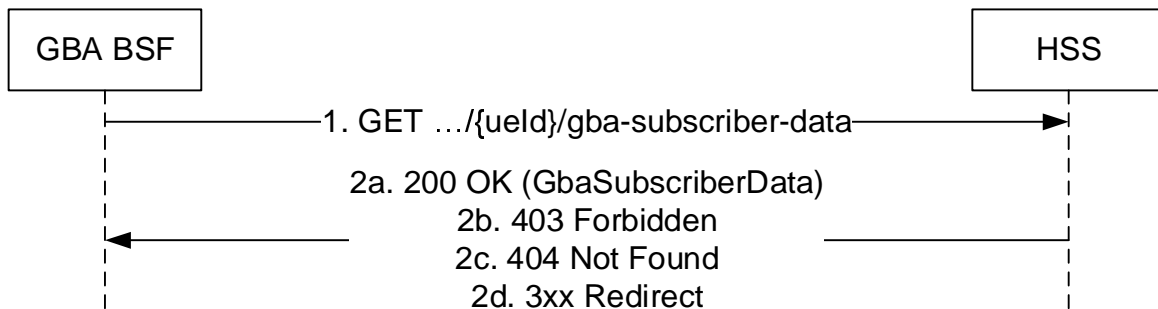 GBA BSF
HSS
1. GET …/{ueId}/gba-subscriber-data
2a. 200 OK (GbaSubscriberData)
2b. 403 Forbidden
2c. 404 Not Found
2d. 3xx Redirect